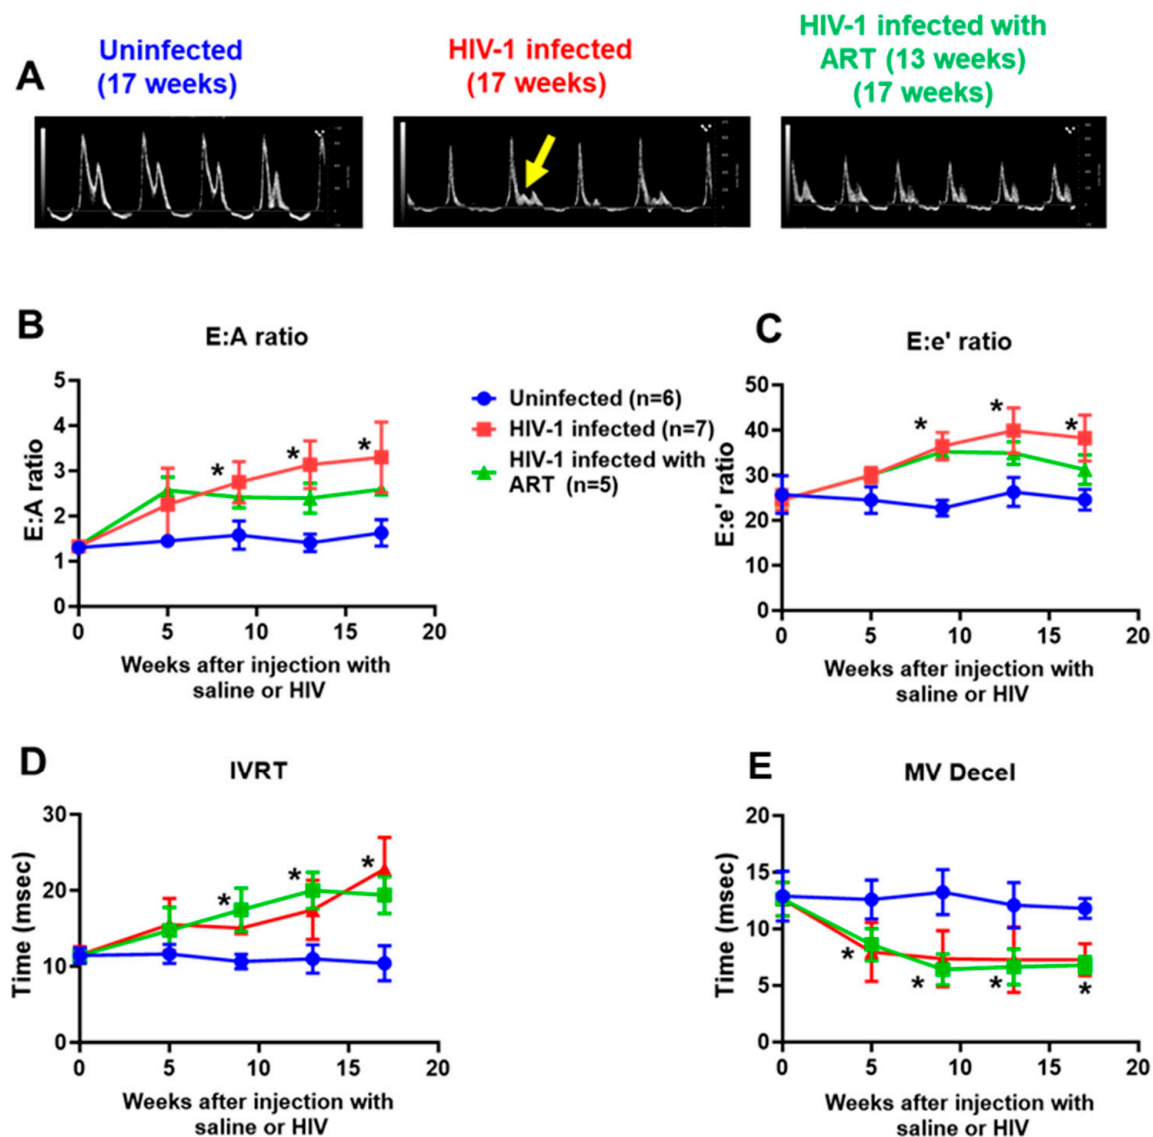 A
Uninfected
(17 weeks)
HIV-1 infected
(17 weeks)
HIV-1 infected with
ART (13 weeks)
(17 weeks)
B
E:A ratio
E:A ratio
5
4
3
2
1
0
* * *
0 5 10 15 20
Weeks after injection with
saline or HIV
Uninfected (n=6)
HIV-1 infected (n=7)
HIV-1 infected with
ART (n=5)
C
E:e' ratio
E:e' ratio
50
40
30
20
10
0
* * *
0 5 10 15 20
Weeks after injection with
saline or HIV
D
IVRT
Time (msec)
30
20
10
0
* * *
0 5 10 15 20
Weeks after injection with
saline or HIV
E
MV Decel
Time (msec)
20
15
10
5
0
* * * *
0 5 10 15 20
Weeks after injection with
saline or HIV